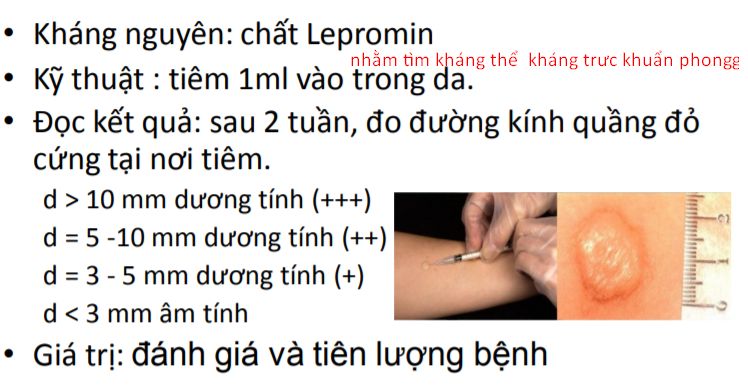 • Kháng nguyên: chất Lepromin
nhằm tìm kháng thể kháng trưc khuẩn phongg
• Kỹ thuật : tiêm 1ml vào trong da.
• Đọc kết quả: sau 2 tuần, đo đường kính quầng đỏ
cứng tại nơi tiêm.
d > 10 mm dương tính (+++)
d = 5 -10 mm dương tính (++)
d = 3 - 5 mm dương tính (+)
d < 3 mm âm tính
• Giá trị: đánh giá và tiên lượng bệnh